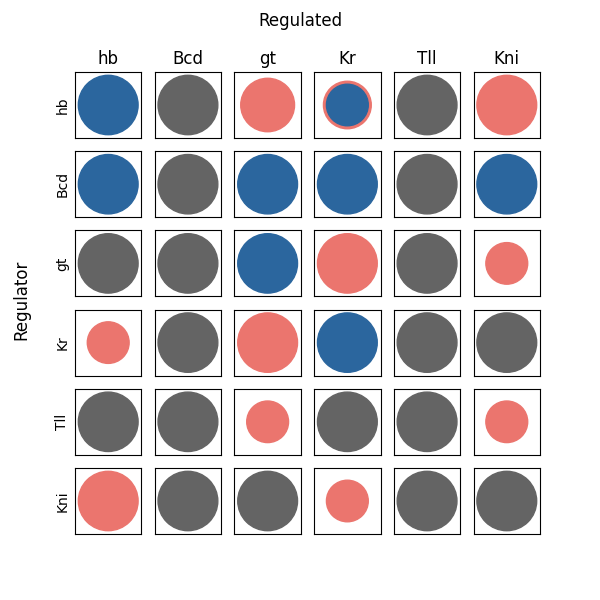 Regulated
hb Bcd gt Kr Tll Kni
Regulator
hb
Bcd
gt
Kr
Tll
Kni